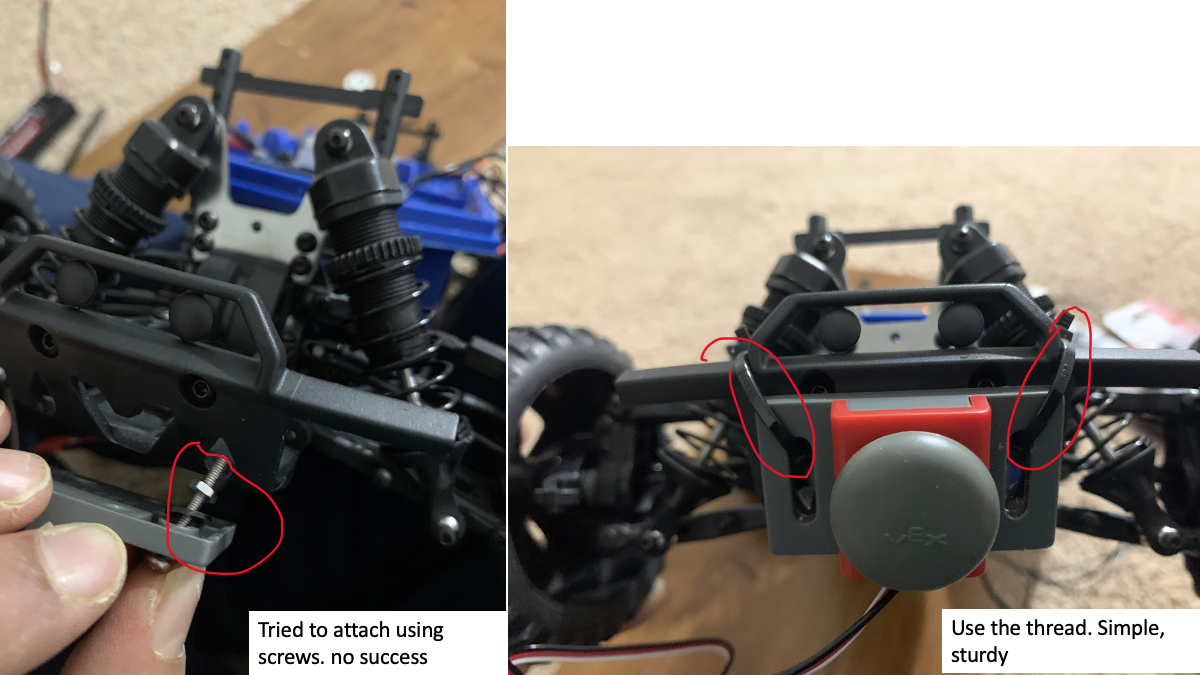 Tried to attach using
screws. no success
VEX
Use the thread. Simple,
sturdy